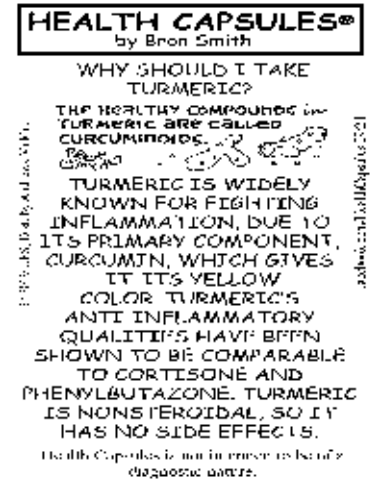 HEALTH CAPSULES®
by Bron Smith
WHY SHOULD I TAKE
TURMERIC?
THE HEALTHY COMPOUNDS in
TURMERIC ARE CALLED
CURCUMINOIDS.
TURMERIC IS WIDELY
KNOWN FOR FIGHTING
INFLAMMATION, DUE TO
ITS PRIMARY COMPONENT,
CURCUMIN, WHICH GIVES
IT ITS YELLOW
COLOR. TURMERIC'S
ANTI INFLAMMATORY
QUALITIES HAVE BEEN
SHOWN TO BE COMPARABLE
TO CORTISONE AND
PHENYLBUTAZONE. TURMERIC
IS NONSTEROIDAL, SO IT
HAS NO SIDE EFFECTS.
Health Capsules is not intended to be of a
diagnostic nature.